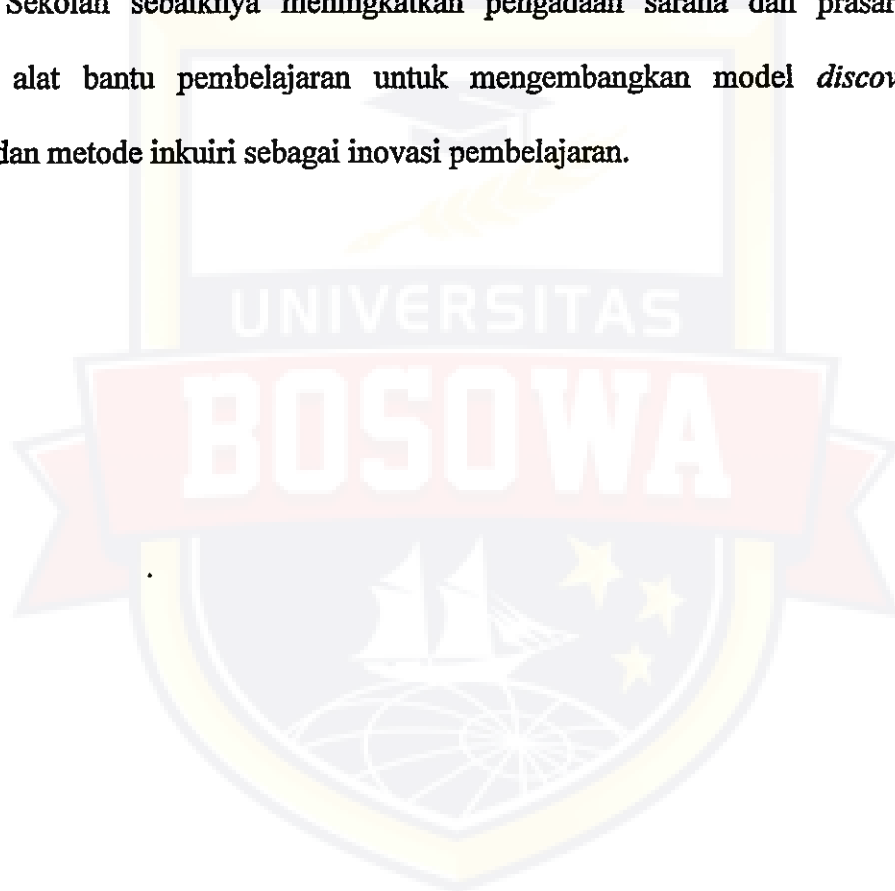 Sekolah sebaiknya meningkatkan pengadaan sarana dan prasar
alat bantu pembelajaran untuk mengembangkan model discov
dan metode inkuiri sebagai inovasi pembelajaran.
UNIVERSITAS
BOSOWA